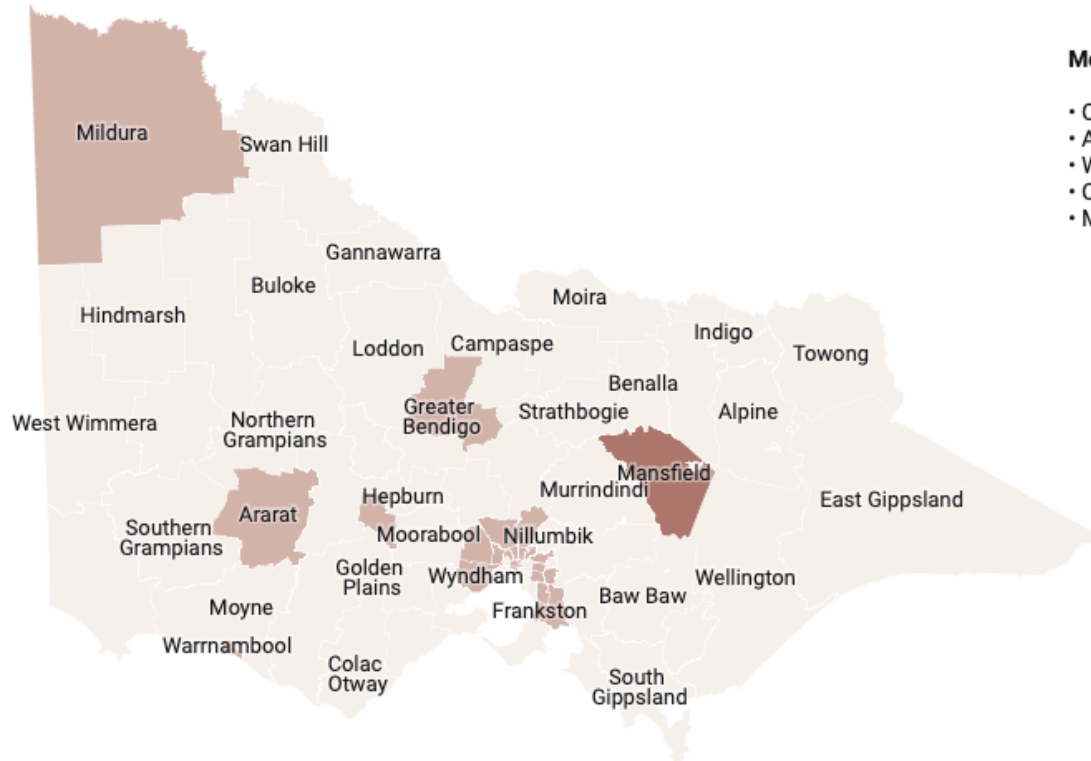 Mildura
Swan Hill
Gannawarra
Buloke
Hindmarsh
Moira
Indigo
Towong
Loddon
Campaspe
Benalla
Alpine
Strathbogie
Greater
Bendigo
West Wimmera
Northern
Grampians
Mansfield
Murrindindi
East Gippsland
Hepburn
Ararat
Southern
Grampians
Moorabool
Nillumbik
Golden
Plains
Wyndham
Wellington
Baw Baw
Frankston
Moyne
Warrnambool
Colac
Otway
South
Gippsland